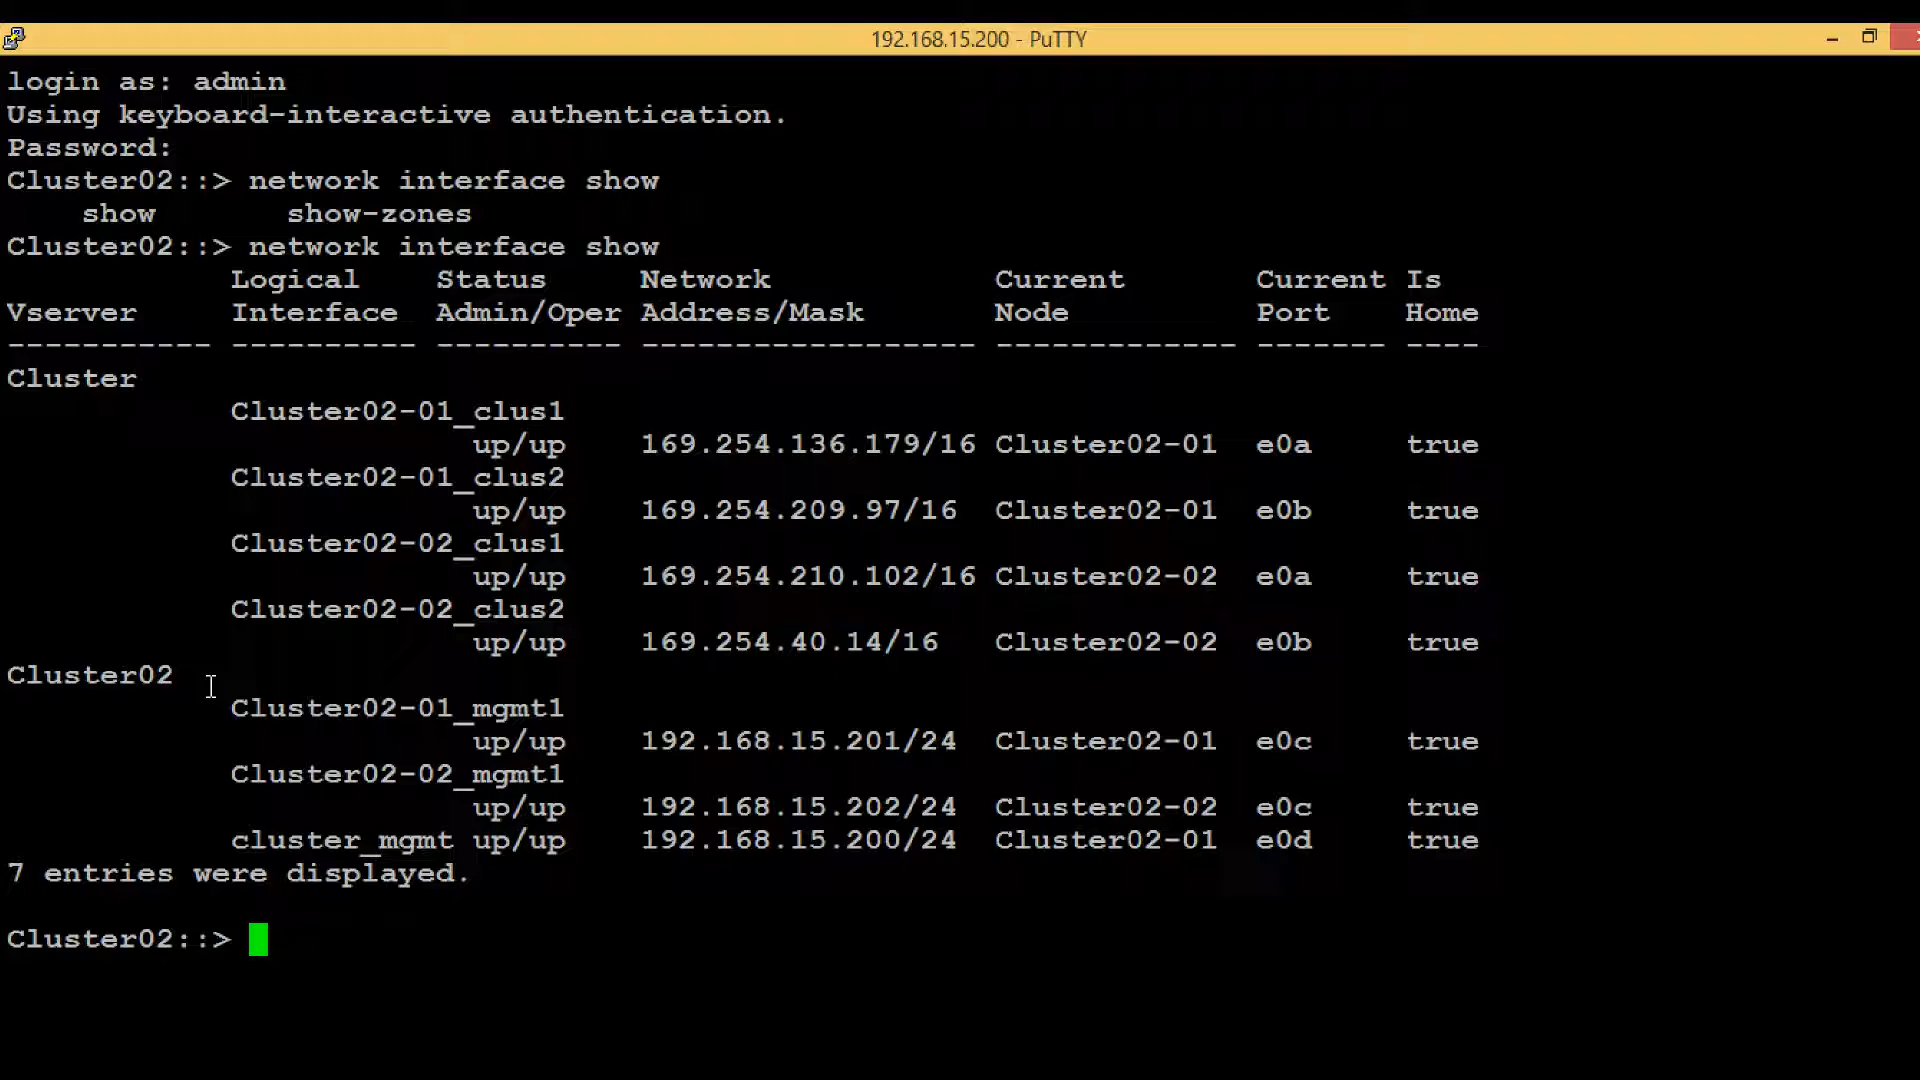 192.168.15.200 - PuTTY
login as: admin
Using keyboard-interactive authentication.
Password:
Cluster02::> network interface show
    show       show-zones
Cluster02::> network interface show
            Logical    Status     Network            Current       Current Is
Vserver     Interface  Admin/Oper Address/Mask       Node          Port    Home
----------- ---------- ---------- ------------------ ------------- ------- ----
Cluster
            Cluster02-01_clus1
                         up/up    169.254.136.179/16 Cluster02-01  e0a     true
            Cluster02-01_clus2
                         up/up    169.254.209.97/16  Cluster02-01  e0b     true
            Cluster02-02_clus1
                         up/up    169.254.210.102/16 Cluster02-02  e0a     true
            Cluster02-02_clus2
                         up/up    169.254.40.14/16   Cluster02-02  e0b     true
Cluster02
            Cluster02-01_mgmt1
                         up/up    192.168.15.201/24  Cluster02-01  e0c     true
            Cluster02-02_mgmt1
                         up/up    192.168.15.202/24  Cluster02-02  e0c     true
            cluster_mgmt up/up    192.168.15.200/24  Cluster02-01  e0d     true
7 entries were displayed.
Cluster02::>